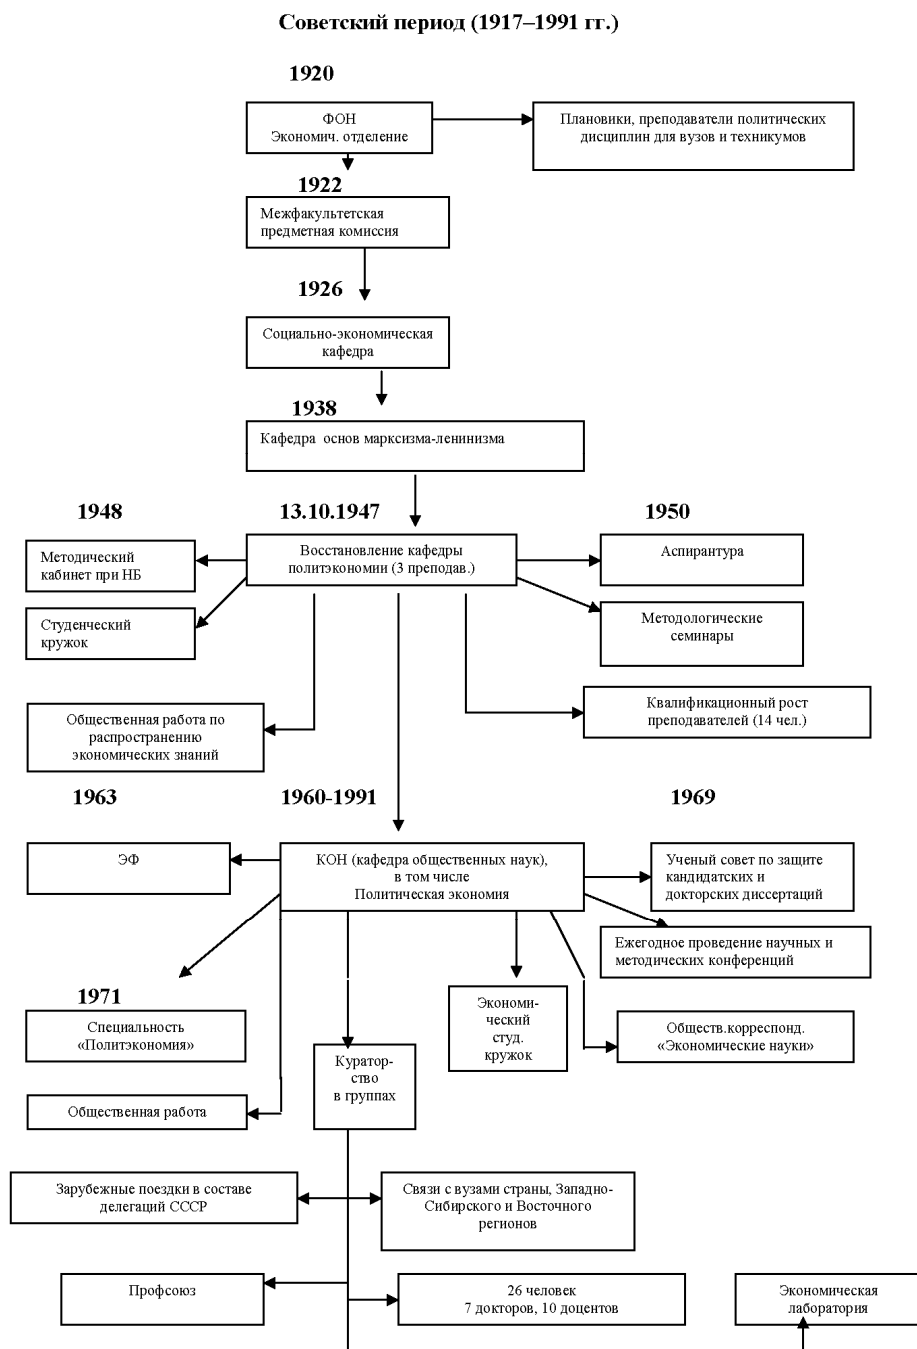 Советский период (1917–1991 гг.)
1920
ФОН
Экономич. отделение
Плановики, преподаватели политических
дисциплин для вузов и техникумов
1922
Межфакультетская
предметная комиссия
1926
Социально-экономическая
кафедра
1938
Кафедра основ марксизма-ленинизма
1948
13.10.1947
1950
Методический
кабинет при НБ
Восстановление кафедры
политэкономии (3 преподав.)
Аспирантура
Студенческий
кружок
Методологические
семинары
Общественная работа по
распространению
экономических знаний
Квалификационный рост
преподавателей (14 чел.)
1963
1960-1991
1969
ЭФ
КОН (кафедра общественных наук),
в том числе
Политическая экономия
Ученый совет по защите
кандидатских и
докторских диссертаций
Ежегодное проведение научных и
методических конференций
1971
Специальность
«Политэкономия»
Экономи-
ческий
студ.
кружок
Обществ.корреспонд.
«Экономические науки»
Куратор-
ство
в группах
Общественная работа
Зарубежные поездки в составе
делегаций СССР
Связи с вузами страны, Западно-
Сибирского и Восточного
регионов
Профсоюз
26 человек
7 докторов, 10 доцентов
Экономическая
лаборатория